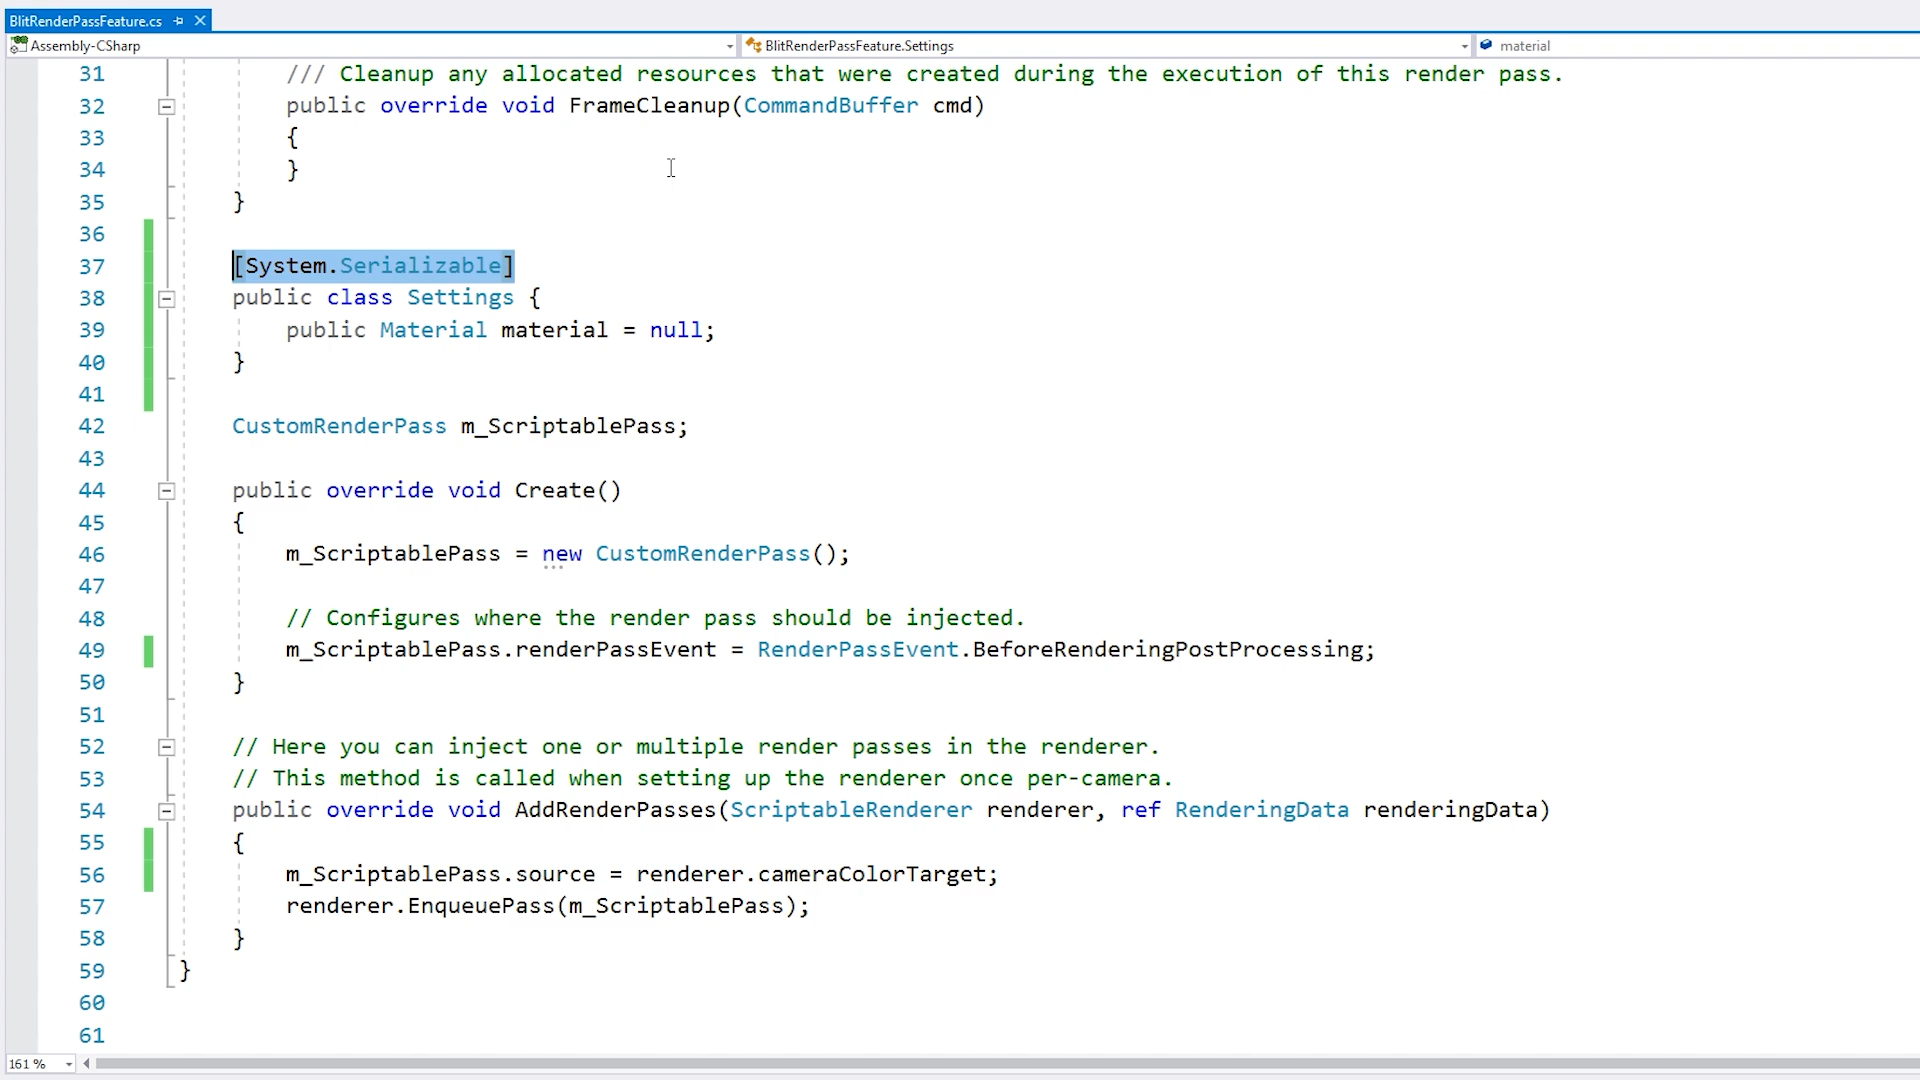 BlitRenderPassFeature.cs
Assembly-CSharp
BlitRenderPassFeature.Settings
material
31 /// Cleanup any allocated resources that were created during the execution of this render pass.
32 public override void FrameCleanup(CommandBuffer cmd)
33 {
34 }
35 }
36
37 [System.Serializable]
38 public class Settings {
39 public Material material = null;
40 }
41
42 CustomRenderPass m_ScriptablePass;
43
44 public override void Create()
45 {
46 m_ScriptablePass = new CustomRenderPass();
47
48 // Configures where the render pass should be injected.
49 m_ScriptablePass.renderPassEvent = RenderPassEvent.BeforeRenderingPostProcessing;
50 }
51
52 // Here you can inject one or multiple render passes in the renderer.
53 // This method is called when setting up the renderer once per-camera.
54 public override void AddRenderPasses(ScriptableRenderer renderer, ref RenderingData renderingData)
55 {
56 m_ScriptablePass.source = renderer.cameraColorTarget;
57 renderer.EnqueuePass(m_ScriptablePass);
58 }
59 }
60
61
161 %